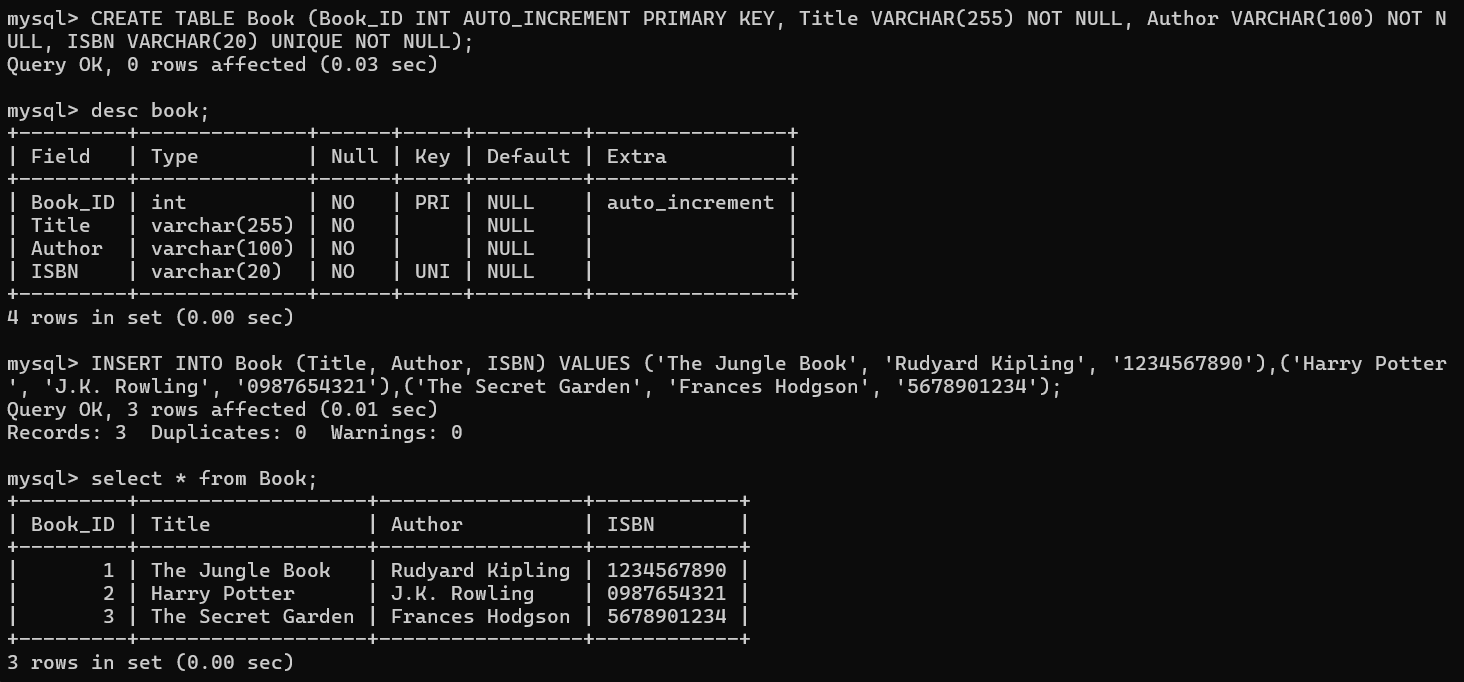 mysql> CREATE TABLE Book (Book_ID INT AUTO_INCREMENT PRIMARY KEY, Title VARCHAR(255) NOT NULL, Author VARCHAR(100) NOT N
ULL, ISBN VARCHAR(20) UNIQUE NOT NULL);
Query OK, 0 rows affected (0.03 sec)

mysql> desc book;
+---------+--------------+------+-----+---------+----------------+
| Field   | Type         | Null | Key | Default | Extra          |
+---------+--------------+------+-----+---------+----------------+
| Book_ID | int          | NO   | PRI | NULL    | auto_increment |
| Title   | varchar(255) | NO   |     | NULL    |                |
| Author  | varchar(100) | NO   |     | NULL    |                |
| ISBN    | varchar(20)  | NO   | UNI | NULL    |                |
+---------+--------------+------+-----+---------+----------------+
4 rows in set (0.00 sec)

mysql> INSERT INTO Book (Title, Author, ISBN) VALUES ('The Jungle Book', 'Rudyard Kipling', '1234567890'),('Harry Potter
', 'J.K. Rowling', '0987654321'),('The Secret Garden', 'Frances Hodgson', '5678901234');
Query OK, 3 rows affected (0.01 sec)
Records: 3  Duplicates: 0  Warnings: 0

mysql> select * from Book;
+---------+-------------------+-----------------+------------+
| Book_ID | Title             | Author          | ISBN       |
+---------+-------------------+-----------------+------------+
|       1 | The Jungle Book   | Rudyard Kipling | 1234567890 |
|       2 | Harry Potter      | J.K. Rowling    | 0987654321 |
|       3 | The Secret Garden | Frances Hodgson | 5678901234 |
+---------+-------------------+-----------------+------------+
3 rows in set (0.00 sec)